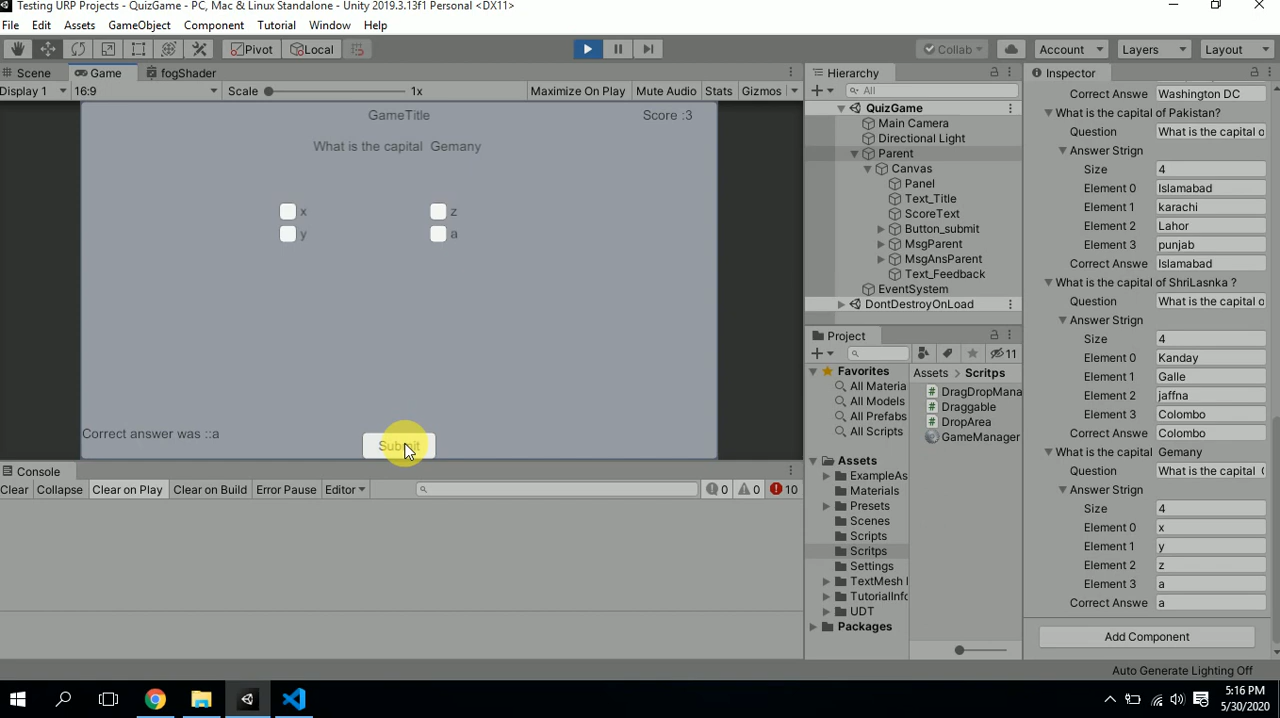 Testing URP Projects - QuizGame - PC, Mac & Linux Standalone - Unity 2019.3.13f1 Personal <DX11>
File Edit Assets GameObject Component Tutorial Window Help
Pivot Local Collab Account Layers Layout
Scene Game fogShader
Display 1 16:9 Scale 1x Maximize On Play Mute Audio Stats Gizmos
GameTitle Score :3
What is the capital Gemany
x z
y a
Correct answer was ::a
Submit
Console
Clear Collapse Clear on Play Clear on Build Error Pause Editor 0 0 10
Hierarchy
All
QuizGame
Main Camera
Directional Light
Parent
Canvas
Panel
Text_Title
ScoreText
Button_submit
MsgParent
MsgAnsParent
Text_Feedback
EventSystem
DontDestroyOnLoad
Project
11
Favorites
All Materia
All Models
All Prefabs
All Scripts
Assets
ExampleAs
Materials
Presets
Scenes
Scripts
Scritps
Settings
TextMesh
TutorialInfo
UDT
Packages
Assets > Scritps
DragDropMana
Draggable
DropArea
GameManager
Inspector
Correct Answe Washington DC
What is the capital of Pakistan?
Question What is the capital o
Answer Strign
Size 4
Element 0 Islamabad
Element 1 karachi
Element 2 Lahor
Element 3 punjab
Correct Answe Islamabad
What is the capital of ShriLasnka ?
Question What is the capital o
Answer Strign
Size 4
Element 0 Kanday
Element 1 Galle
Element 2 jaffna
Element 3 Colombo
Correct Answe Colombo
What is the capital Gemany
Question What is the capital
Answer Strign
Size 4
Element 0 x
Element 1 y
Element 2 z
Element 3 a
Correct Answe a
Add Component
Auto Generate Lighting Off
5:16 PM
5/30/2020